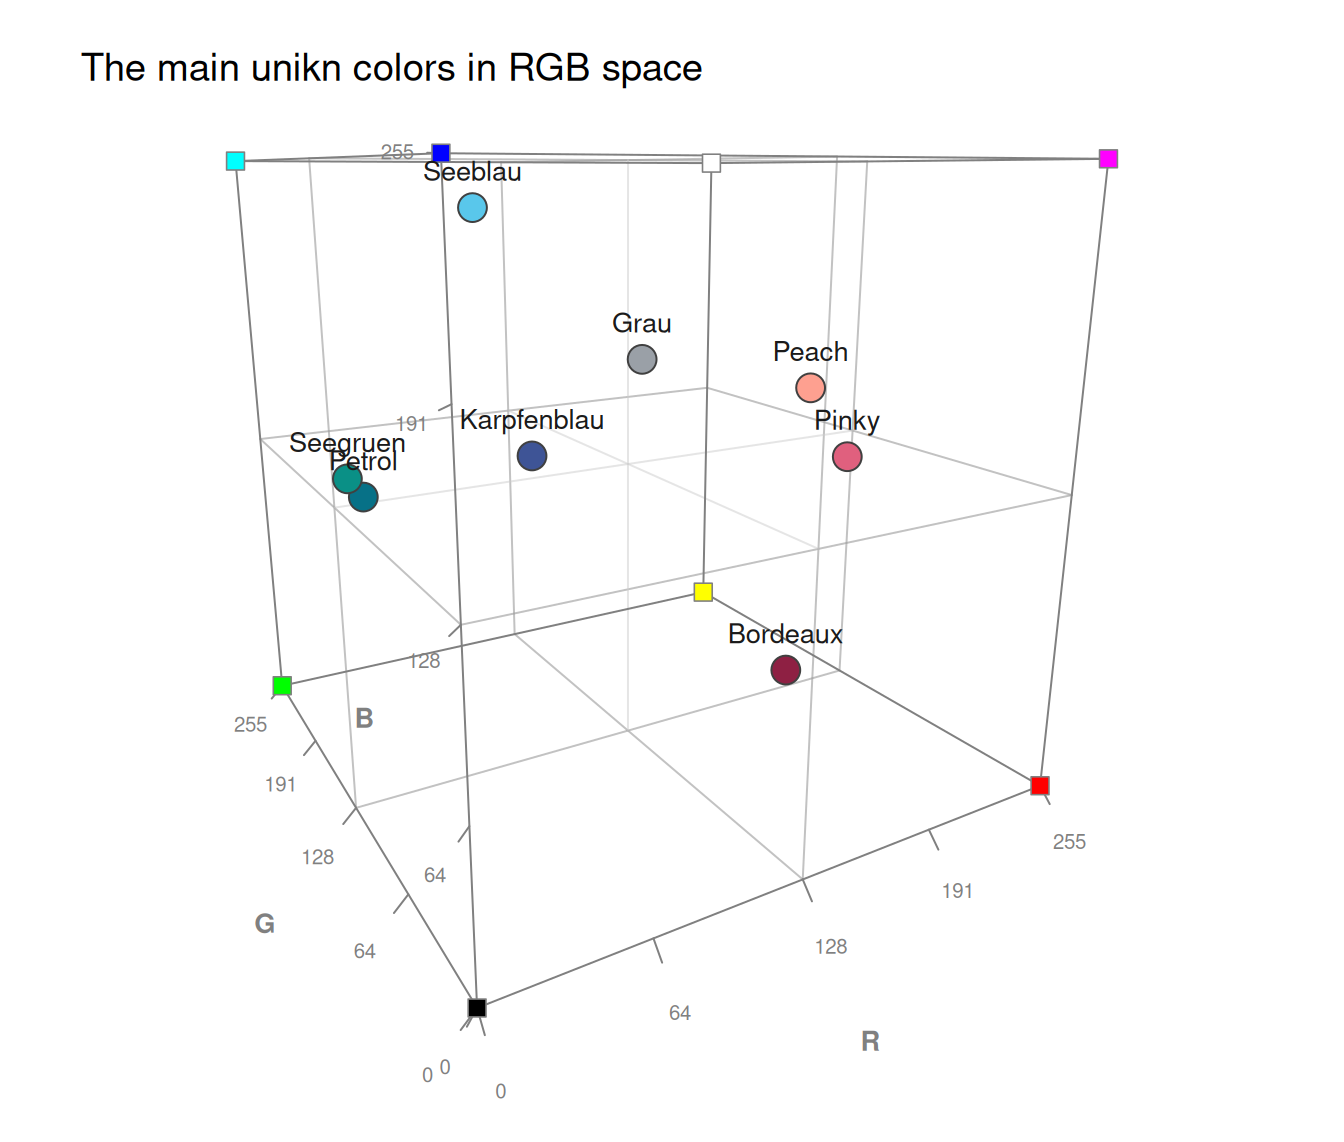 The main unikn colors in RGB space
255
Seeblau
Grau
Peach
191
Karpfenblau
Pinky
Seegruen
Petrol
Bordeaux
128
255
B
191
128
64
255
191
G
64
128
64
R
0
0
0